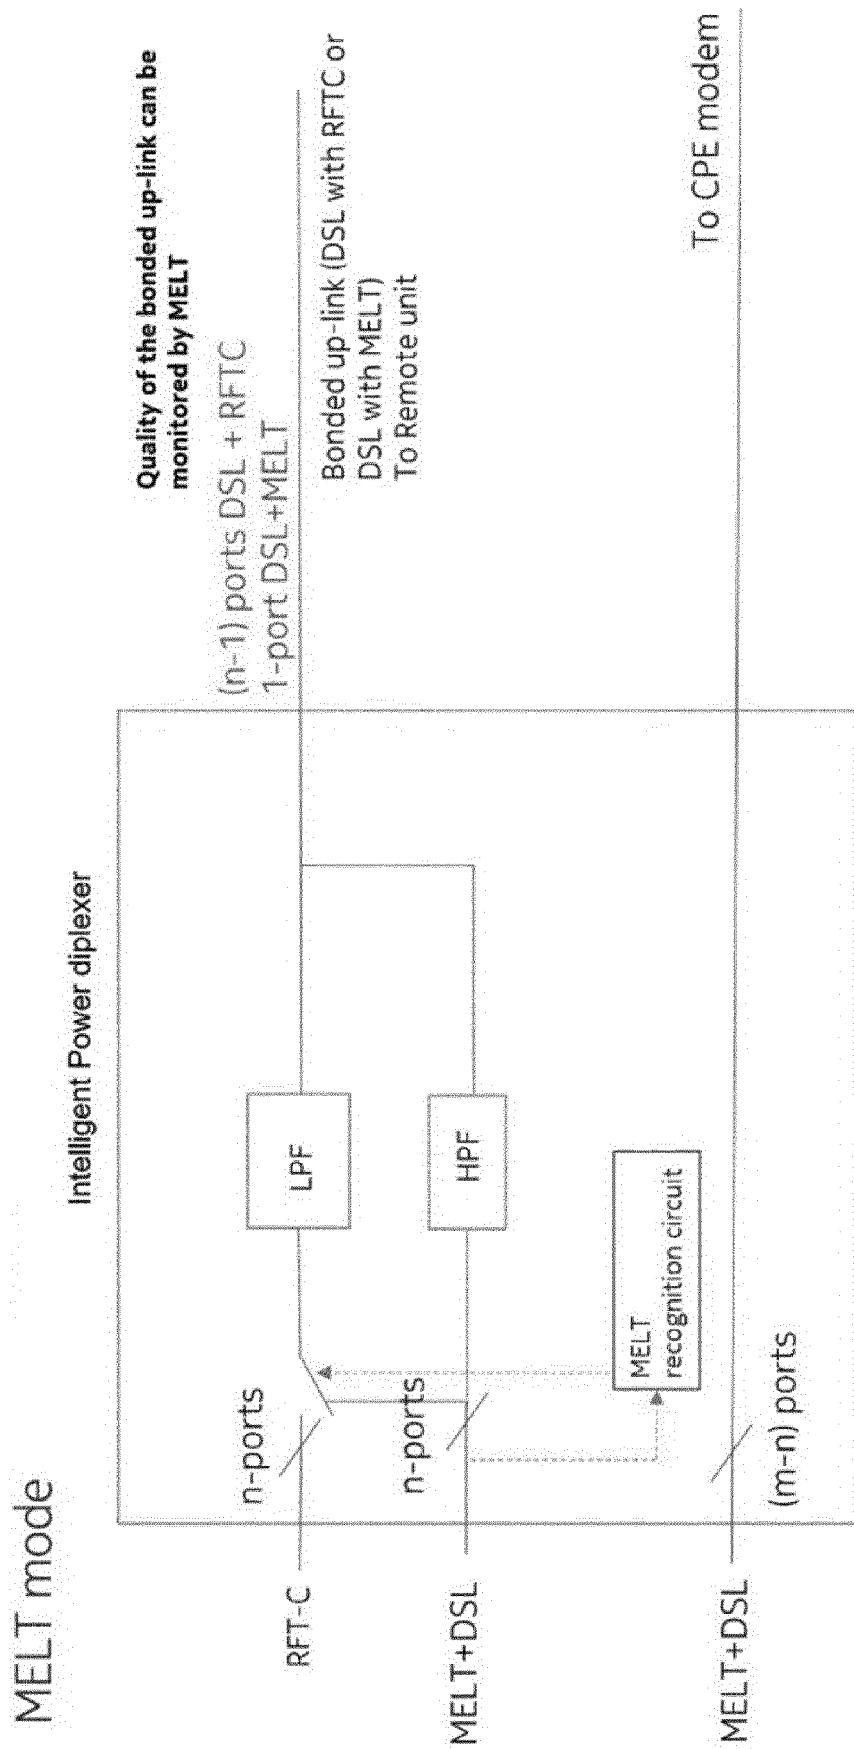 MELT mode
Intelligent Power diplexer
Quality of the bonded up-link can be
monitored by MELT
(n-1) ports DSL + RFTC
1-port DSL+MELT
Bonded up-link (DSL with RFTC or
DSL with MELT)
To Remote unit
RFT-C
n-ports
LPF
MELT+DSL
n-ports
HPF
MELT
recognition circuit
MELT+DSL
(m-n) ports
To CPE modem